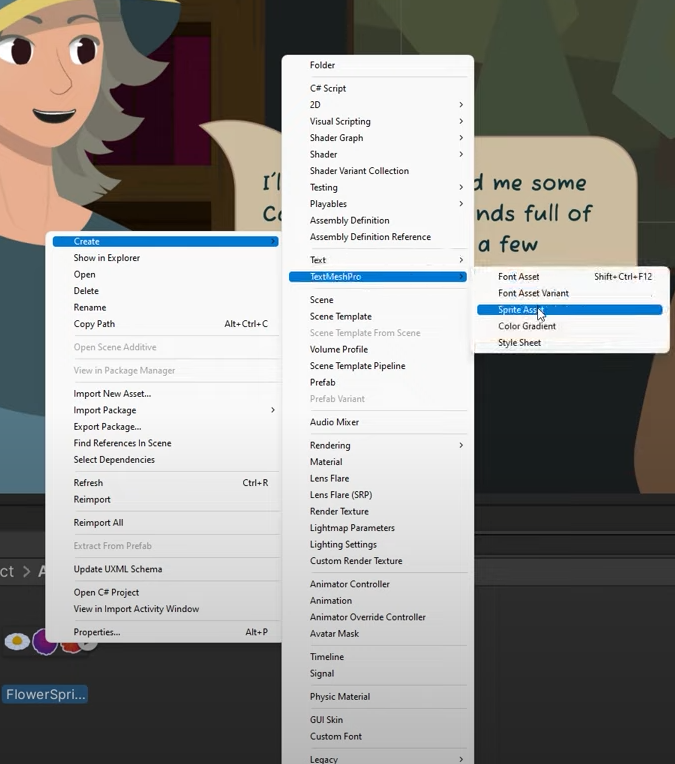 I'l
d me some
Co
nds full of
a few
Create
Show in Explorer
Open
Delete
Rename
Copy Path Alt+Ctrl+C
Open Scene Additive
View in Package Manager
Import New Asset...
Import Package
Export Package...
Find References In Scene
Select Dependencies
Refresh Ctrl+R
Reimport
Reimport All
Extract From Prefab
Update UXML Schema
Open C# Project
View in Import Activity Window
Properties... Alt+P
Folder
C# Script
2D
Visual Scripting
Shader Graph
Shader
Shader Variant Collection
Testing
Playables
Assembly Definition
Assembly Definition Reference
Text
TextMeshPro
Scene
Scene Template
Scene Template From Scene
Volume Profile
Scene Template Pipeline
Prefab
Prefab Variant
Audio Mixer
Rendering
Material
Lens Flare
Lens Flare (SRP)
Render Texture
Lightmap Parameters
Lighting Settings
Custom Render Texture
Animator Controller
Animation
Animator Override Controller
Avatar Mask
Timeline
Signal
Physic Material
GUI Skin
Custom Font
Legacy
Font Asset Shift+Ctrl+F12
Font Asset Variant
Sprite Asset
Color Gradient
Style Sheet
ct > A
FlowerSpri...